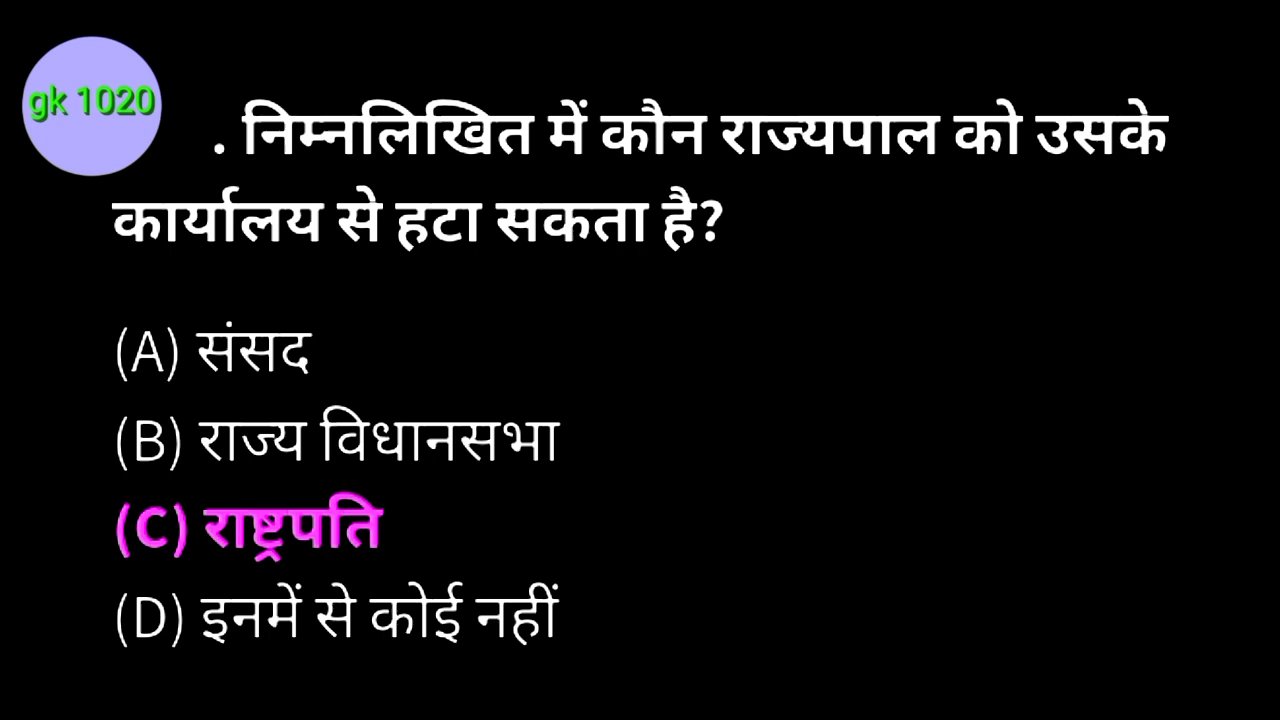 gk 1020
. निम्नलिखित में कौन राज्यपाल को उसके
कार्यालय से हटा सकता है?
(A) संसद
(B) राज्य विधानसभा
(C) राष्ट्रपति
(D) इनमें से कोई नहीं